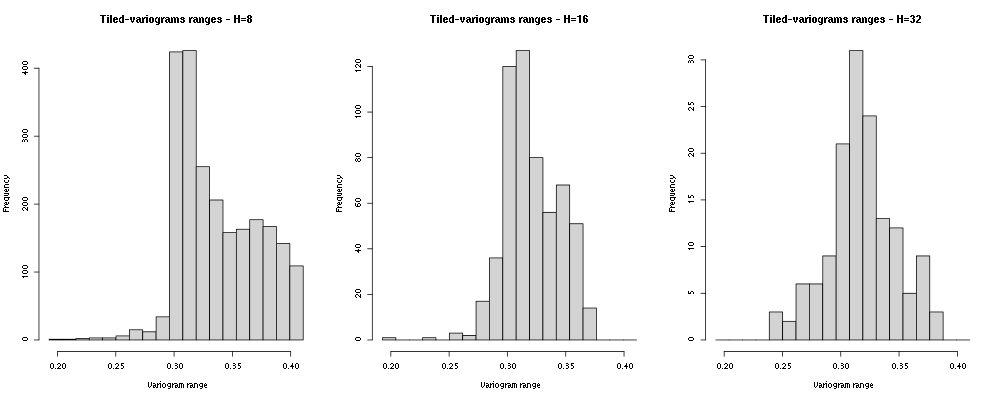 Tiled-variograms ranges - H=8
Frequency
400
300
200
100
0
0.20 0.25 0.30 0.35 0.40
Variogram range
Tiled-variograms ranges - H=16
Frequency
120
100
80
60
40
20
0
0.20 0.25 0.30 0.35 0.40
Variogram range
Tiled-variograms ranges - H=32
Frequency
30
25
20
15
10
5
0
0.20 0.25 0.30 0.35 0.40
Variogram range